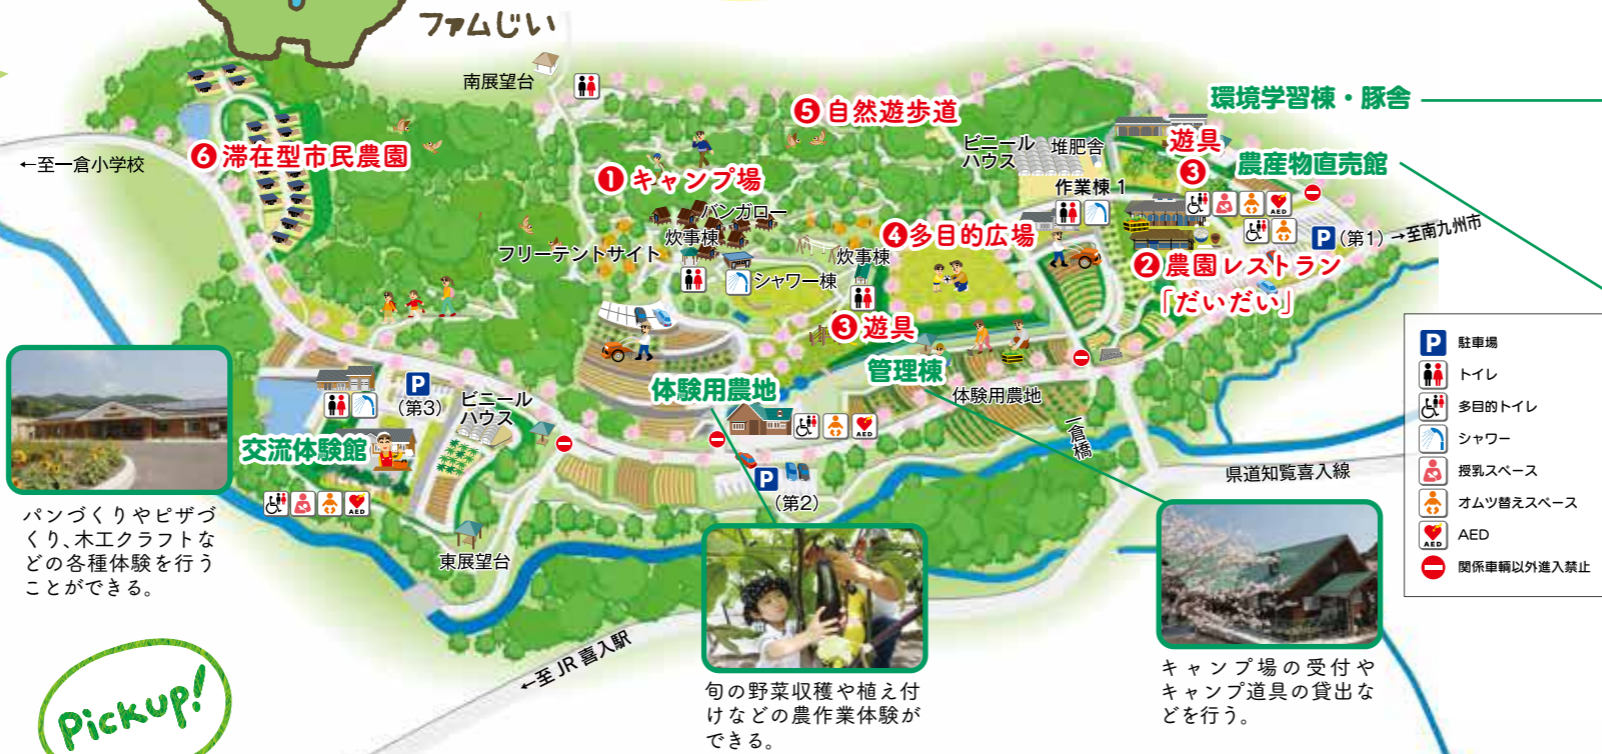 ファムじい
南展望台
❺自然遊歩道
環境学習棟・豚舎
←至一倉小学校
❻滞在型市民農園
ビニール
ハウス
堆肥舎
遊具
❸
農産物直売館
❶キャンプ場
作業棟 1
バンガロー
炊事棟
フリーテントサイト
シャワー棟
炊事棟
❹多目的広場
AED
P
(第1)
→至南九州市
❷農園レストラン
「だいだい」
❸遊具
管理棟
体験用農地
体験用農地
一倉橋
県道知覧喜入線
P
(第3)
ビニール
ハウス
交流体験館
AED
AED
P
(第2)
東展望台
←至JR喜入駅
パンづくりやピザづ
くり、木工クラフトな
どの各種体験を行う
ことができる。
旬の野菜収穫や植え付
けなどの農作業体験が
できる。
キャンプ場の受付や
キャンプ道具の貸出な
どを行う。
P 駐車場
トイレ
多目的トイレ
シャワー
授乳スペース
オムツ替えスペース
AED AED
関係車輌以外進入禁止
Pickup!